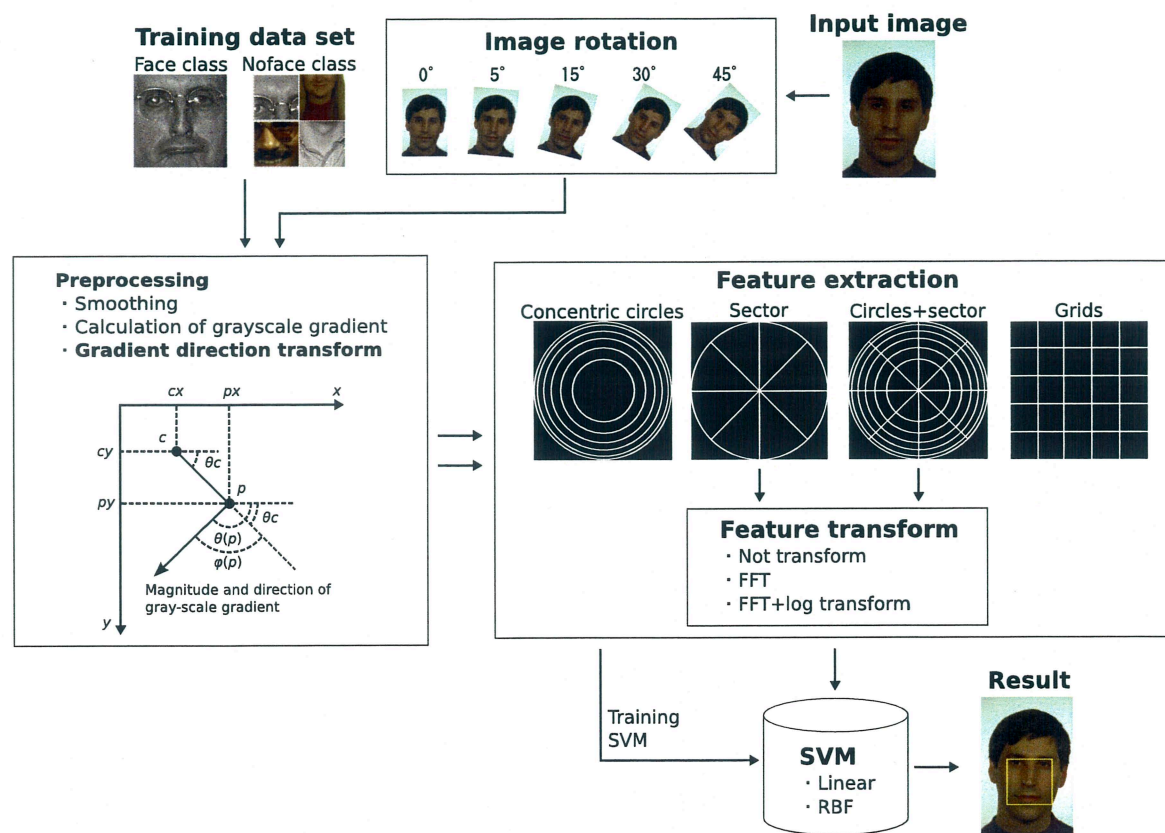 Training data set
Face class
Noface class
Image rotation
0°
5°
15°
30°
45°
Input image
Preprocessing
· Smoothing
· Calculation of grayscale gradient
· Gradient direction transform
cx
px
x
c
cy
θc
p
py
θc
θ(p)
φ(p)
Magnitude and direction of
gray-scale gradient
y
Feature extraction
Concentric circles
Sector
Circles+sector
Grids
Feature transform
· Not transform
· FFT
· FFT+log transform
Training
SVM
SVM
· Linear
· RBF
Result